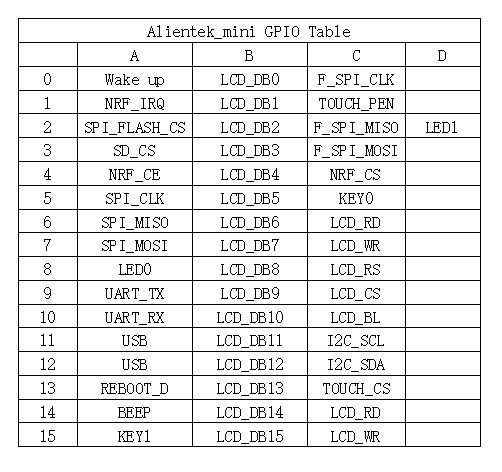 Alientek_mini GPIO Table
A B C D
0 Wake up LCD_DB0 F_SPI_CLK
1 NRF_IRQ LCD_DB1 TOUCH_PEN
2 SPI_FLASH_CS LCD_DB2 F_SPI_MISO LED1
3 SD_CS LCD_DB3 F_SPI_MOSI
4 NRF_CE LCD_DB4 NRF_CS
5 SPI_CLK LCD_DB5 KEY0
6 SPI_MISO LCD_DB6 LCD_RD
7 SPI_MOSI LCD_DB7 LCD_WR
8 LED0 LCD_DB8 LCD_RS
9 UART_TX LCD_DB9 LCD_CS
10 UART_RX LCD_DB10 LCD_BL
11 USB LCD_DB11 I2C_SCL
12 USB LCD_DB12 I2C_SDA
13 REBOOT_D LCD_DB13 TOUCH_CS
14 BEEP LCD_DB14 LCD_RD
15 KEY1 LCD_DB15 LCD_WR